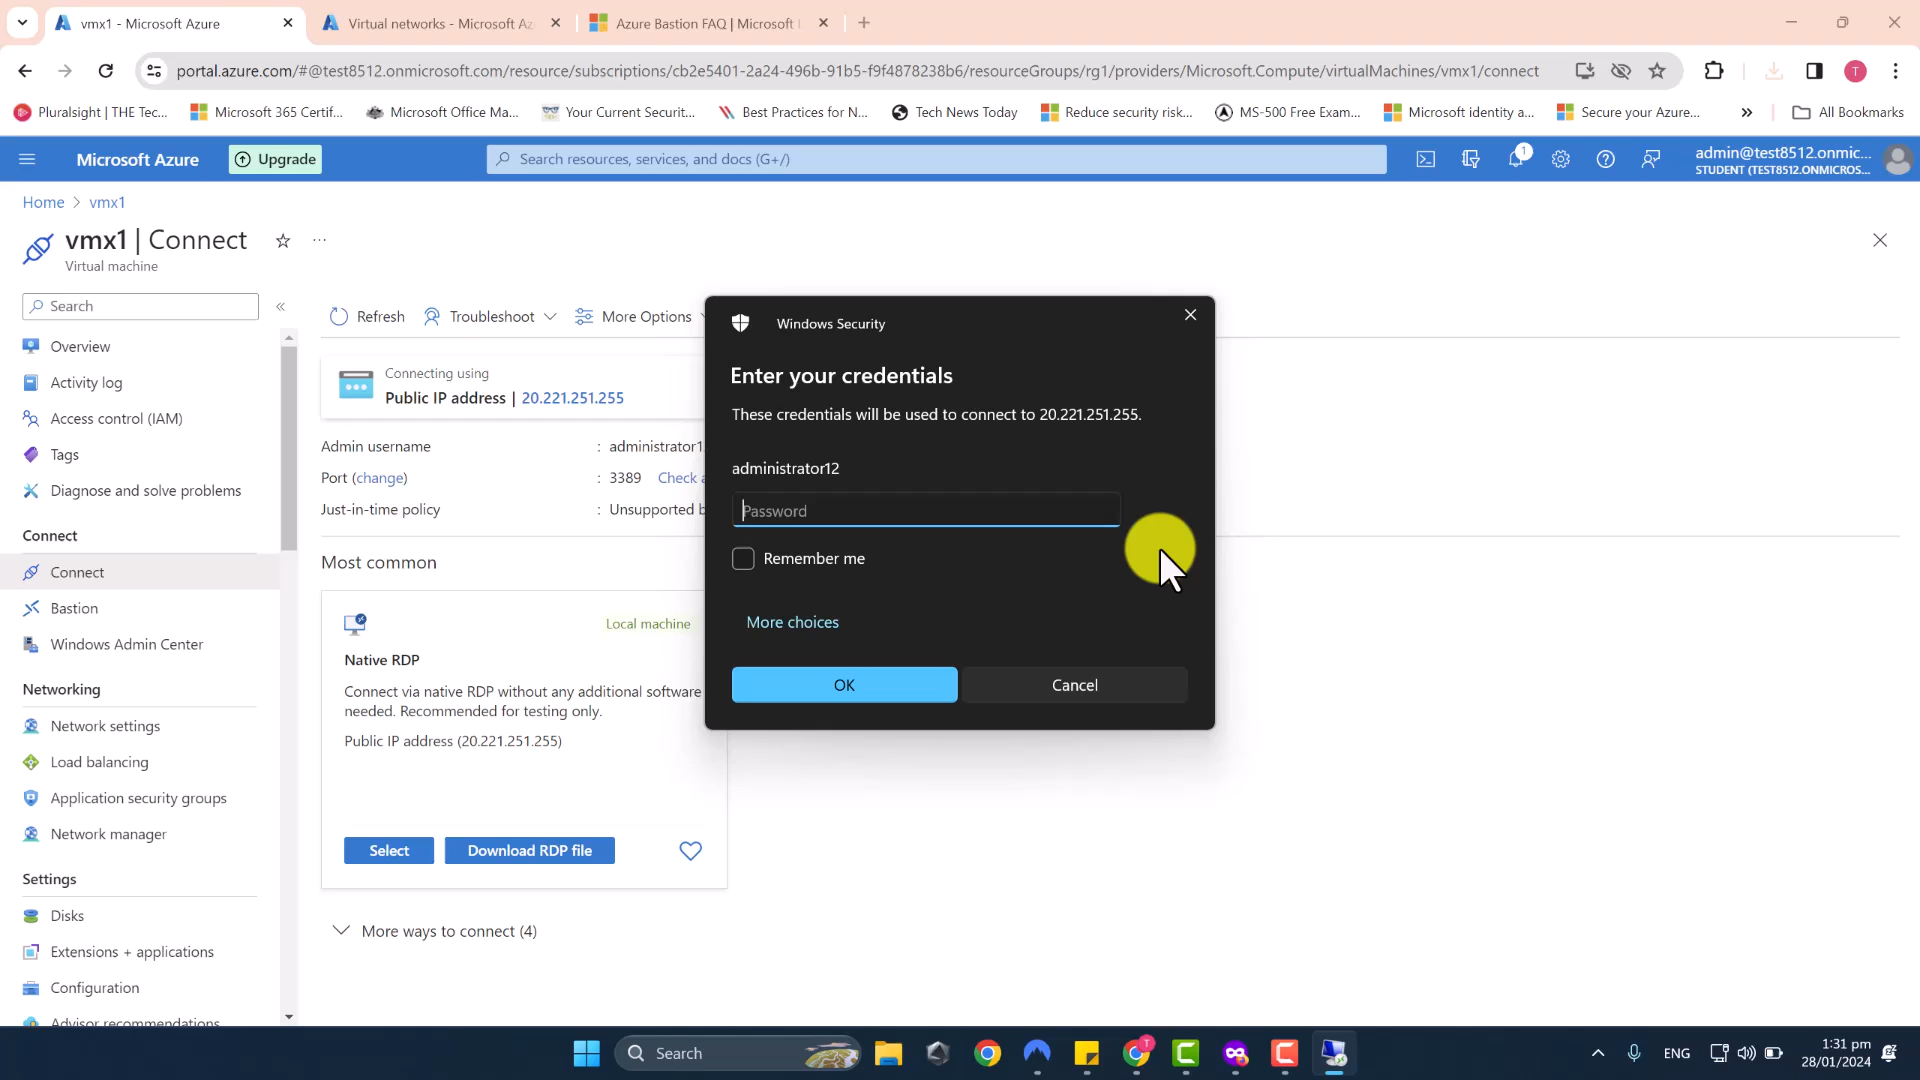 vmx1 - Microsoft Azure
Virtual networks - Microsoft Az
Azure Bastion FAQ | Microsoft L
portal.azure.com/#@test8512.onmicrosoft.com/resource/subscriptions/cb2e5401-2a24-496b-91b5-f9f4878238b6/resourceGroups/rg1/providers/Microsoft.Compute/virtualMachines/vmx1/connect
T
Pluralsight | THE Tec...
Microsoft 365 Certif...
Microsoft Office Ma...
Your Current Securit...
Best Practices for N...
Tech News Today
Reduce security risk...
MS-500 Free Exam...
Microsoft identity a...
Secure your Azure...
All Bookmarks
Microsoft Azure
Upgrade
Search resources, services, and docs (G+/)
1
admin@test8512.onmic...
STUDENT (TEST8512.ONMICROS...
Home > vmx1
vmx1 | Connect
Virtual machine
Search
Overview
Activity log
Access control (IAM)
Tags
Diagnose and solve problems
Connect
Connect
Bastion
Windows Admin Center
Networking
Network settings
Load balancing
Application security groups
Network manager
Settings
Disks
Extensions + applications
Configuration
Advisor recommendations
Refresh
Troubleshoot
More Options
Connecting using
Public IP address | 20.221.251.255
Admin username : administrator1
Port (change) : 3389 Check a
Just-in-time policy : Unsupported b
Most common
Local machine
Native RDP
Connect via native RDP without any additional software
needed. Recommended for testing only.
Public IP address (20.221.251.255)
Select
Download RDP file
More ways to connect (4)
Windows Security
Enter your credentials
These credentials will be used to connect to 20.221.251.255.
administrator12
Password
Remember me
More choices
OK
Cancel
Search
T
ENG
1:31 pm
28/01/2024